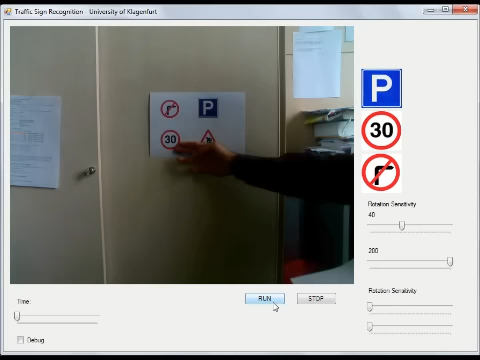 Traffic Sign Recognition - University of Klagenfurt
P
30
P
30
Rotation Sensitivity
40
200
Rotation Sensitivity
Time:
RUN
STOP
Debug